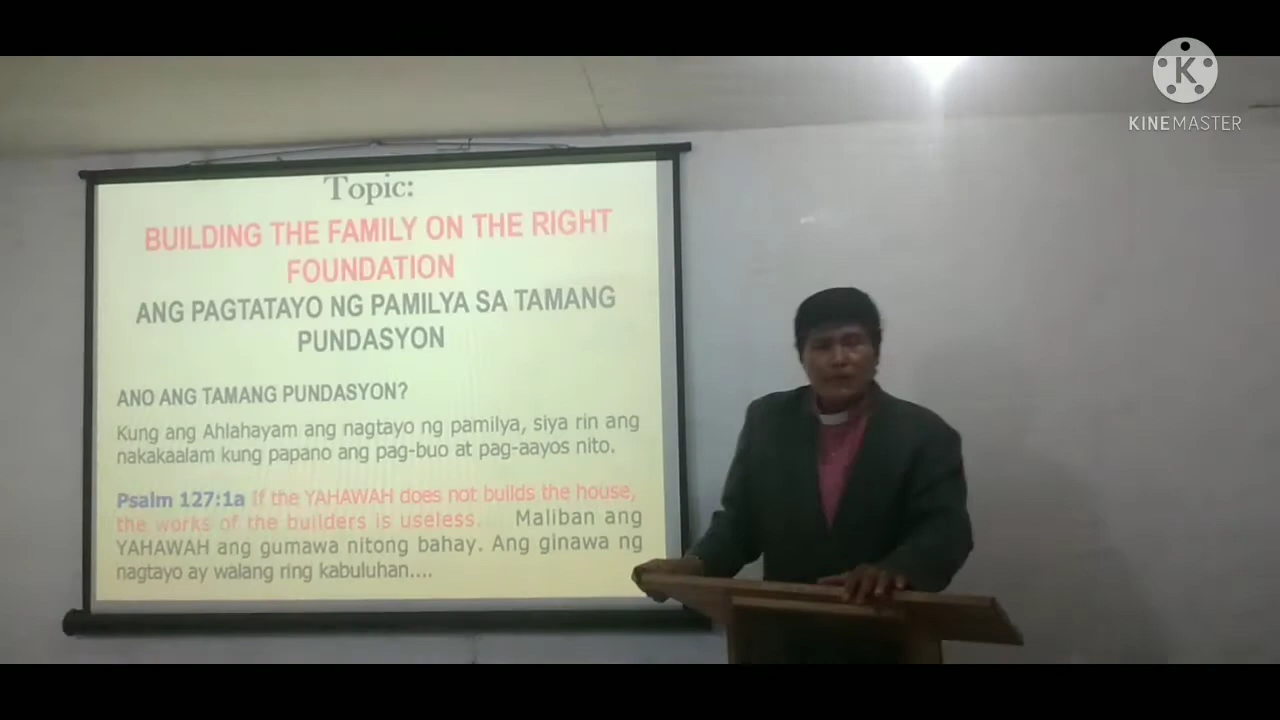 Topic:
BUILDING THE FAMILY ON THE RIGHT
FOUNDATION
ANG PAGTATAYO NG PAMILYA SA TAMANG
PUNDASYON
ANO ANG TAMANG PUNDASYON?
Kung ang Ahlahayam ang nagtayo ng pamilya, siya rin ang
nakakaalam kung papano ang pag-buo at pag-aayos nito.
Psalm 127:1a If the YAHAWAH does not builds the house,
the works of the builders is useless. Maliban ang
YAHAWAH ang gumawa nitong bahay. Ang ginawa ng
nagtayo ay walang ring kabuluhan....
K
KINEMASTER